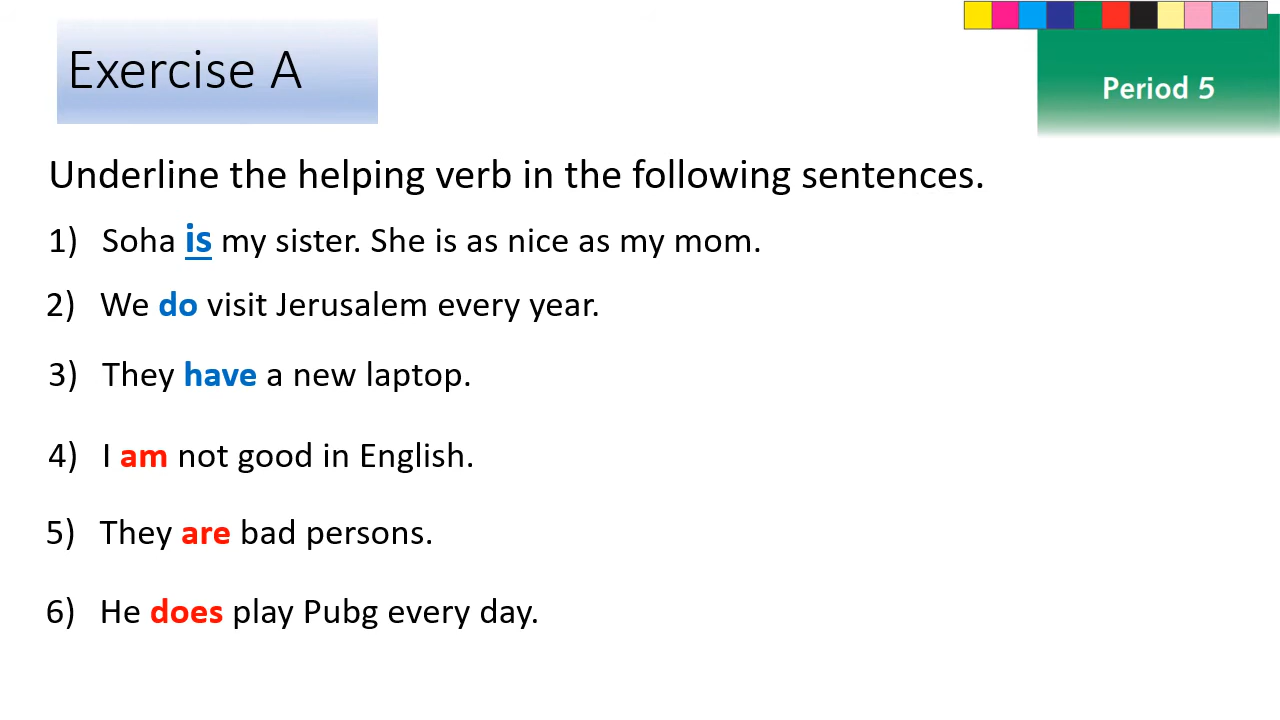 Exercise A
Period 5
Underline the helping verb in the following sentences.
1) Soha is my sister. She is as nice as my mom.
2) We do visit Jerusalem every year.
3) They have a new laptop.
4) I am not good in English.
5) They are bad persons.
6) He does play Pubg every day.